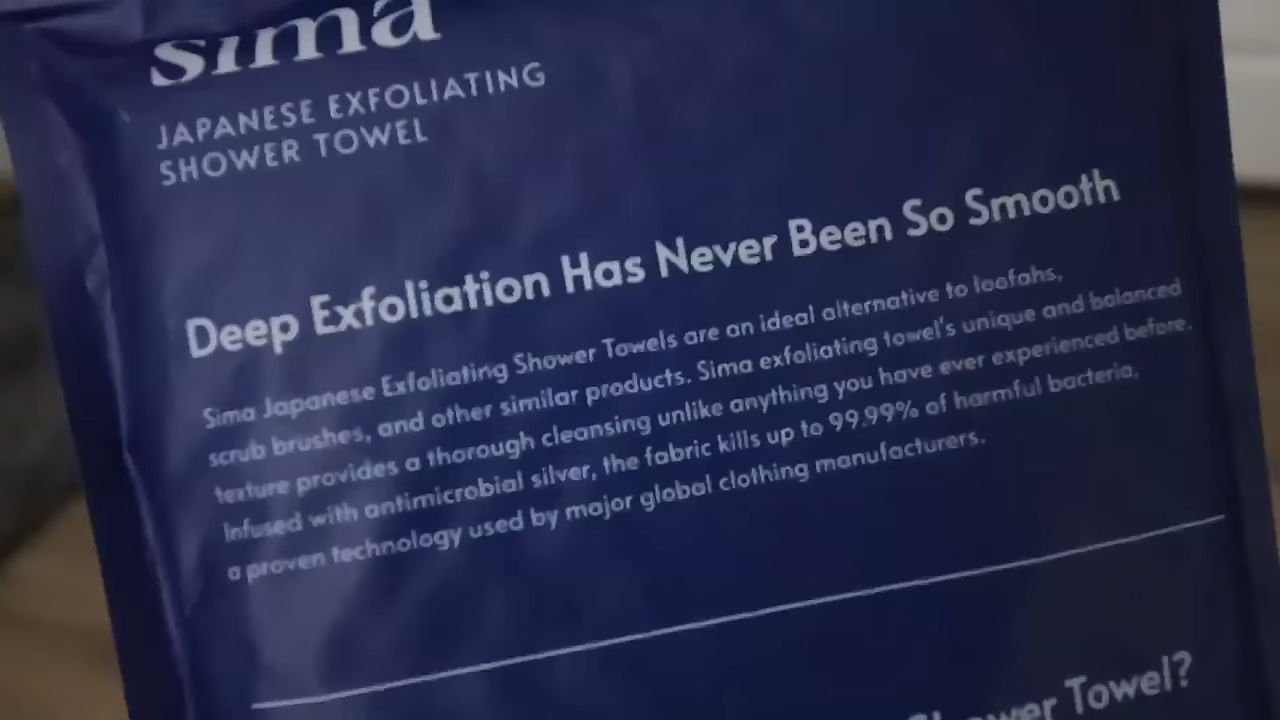 sima
JAPANESE EXFOLIATING
SHOWER TOWEL
Deep Exfoliation Has Never Been So Smooth
Sima Japanese Exfoliating Shower Towels are an ideal alternative to loofahs,
scrub brushes, and other similar products. Sima exfoliating towel's unique and balanced
texture provides a thorough cleansing unlike anything you have ever experienced before.
Infused with antimicrobial silver, the fabric kills up to 99.99% of harmful bacteria,
a proven technology used by major global clothing manufacturers.
Shower Towel?